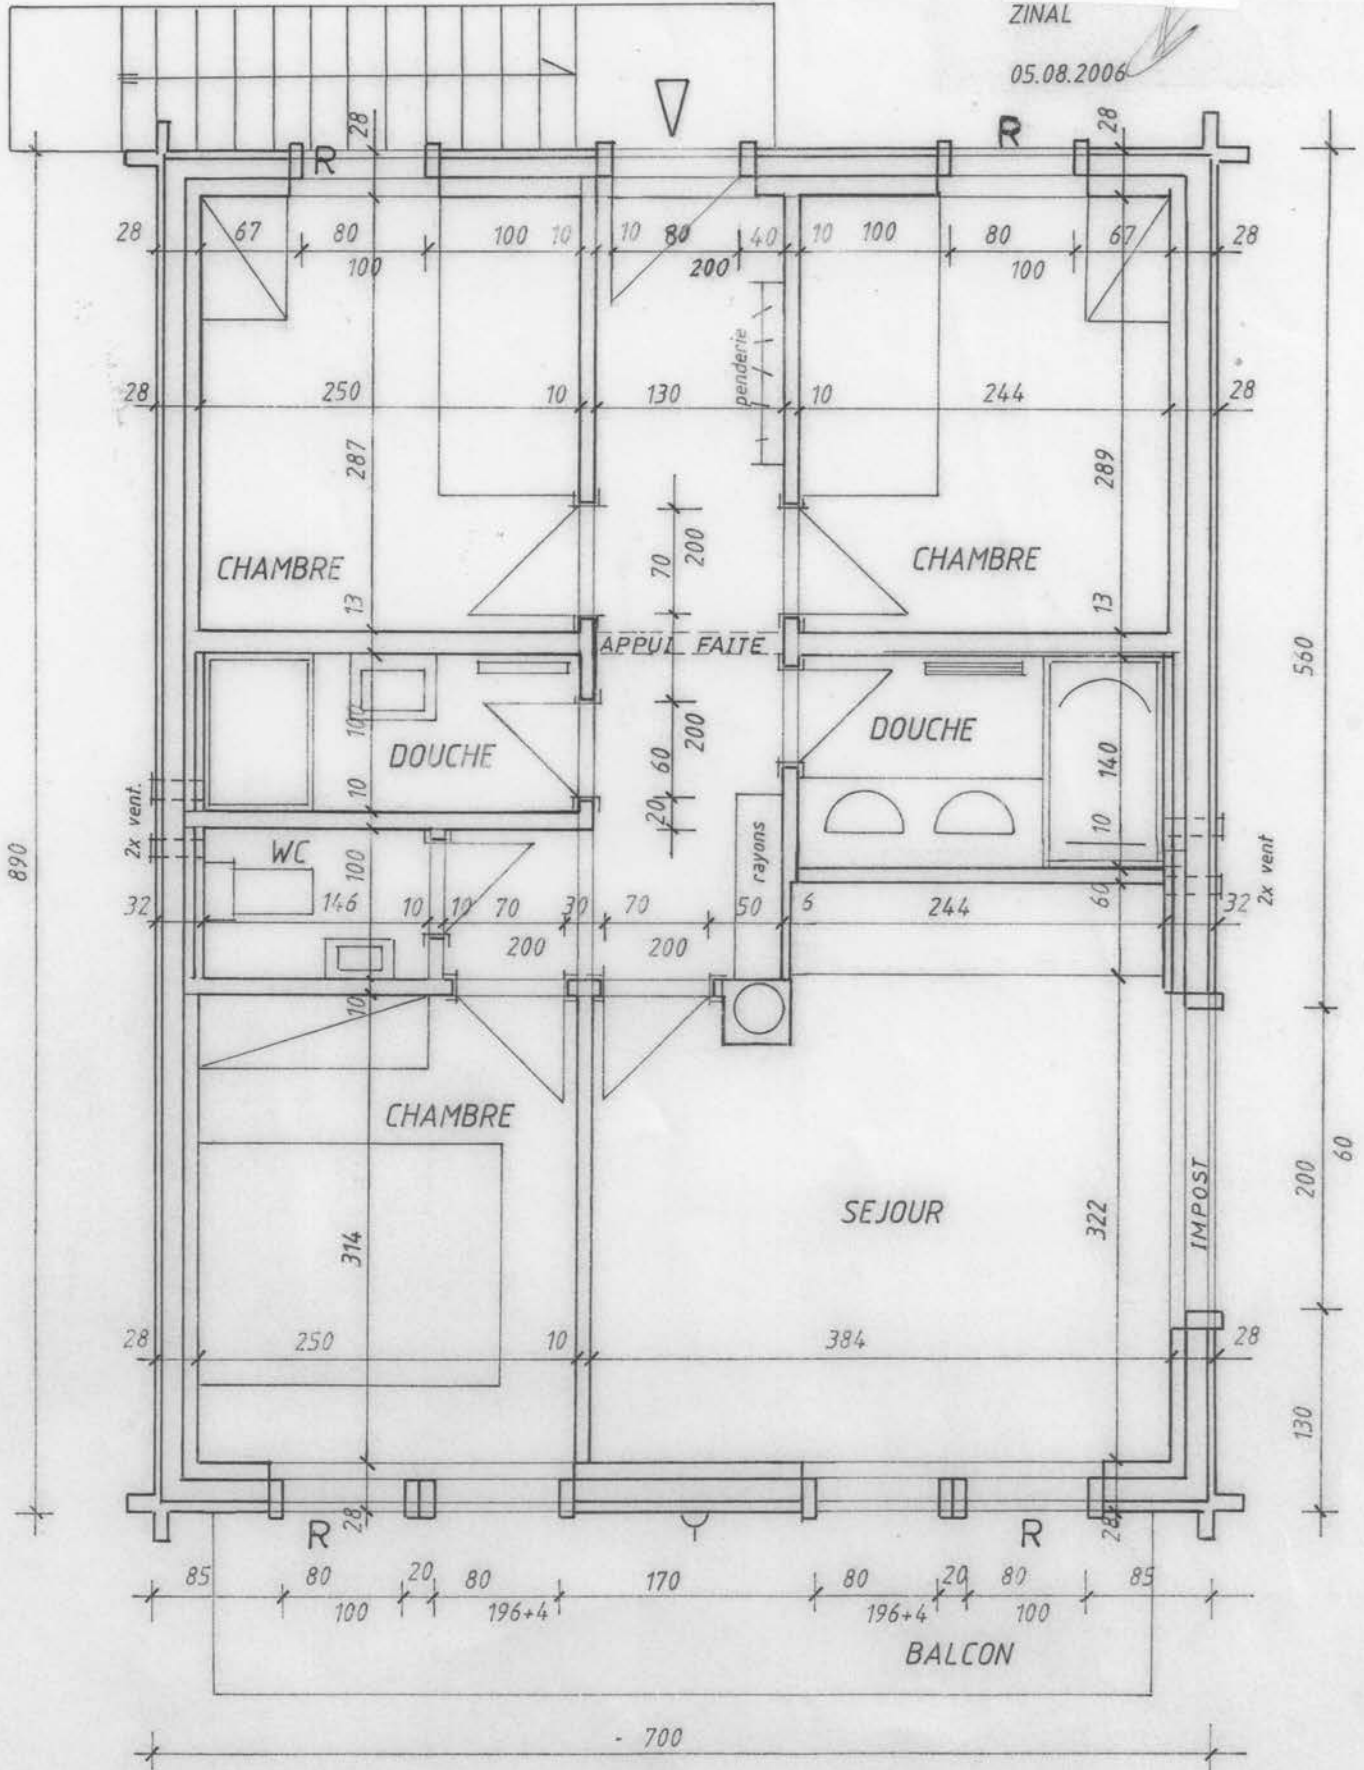 ZINAL
05.08.2006
28
28
R
R
28 67 80 100 10 10 80 40 10 100 80 67 28
100 200 100
penderie
28 250 10 130 10 244 28
287
289
70 200
CHAMBRE
CHAMBRE
13
13
APPUI FAITE
560
100
60 200
DOUCHE
DOUCHE
140
10
20
10
2x vent.
2x vent
rayons
890
WC
100
60
32 146 10 10 70 30 70 50 6 244 32
200 200
10
CHAMBRE
SEJOUR
IMPOST
200
60
314
322
28 250 10 384 28
130
28
28
R
R
85 80 20 80 170 80 20 80 85
100 196+4 196+4 100
BALCON
- 700